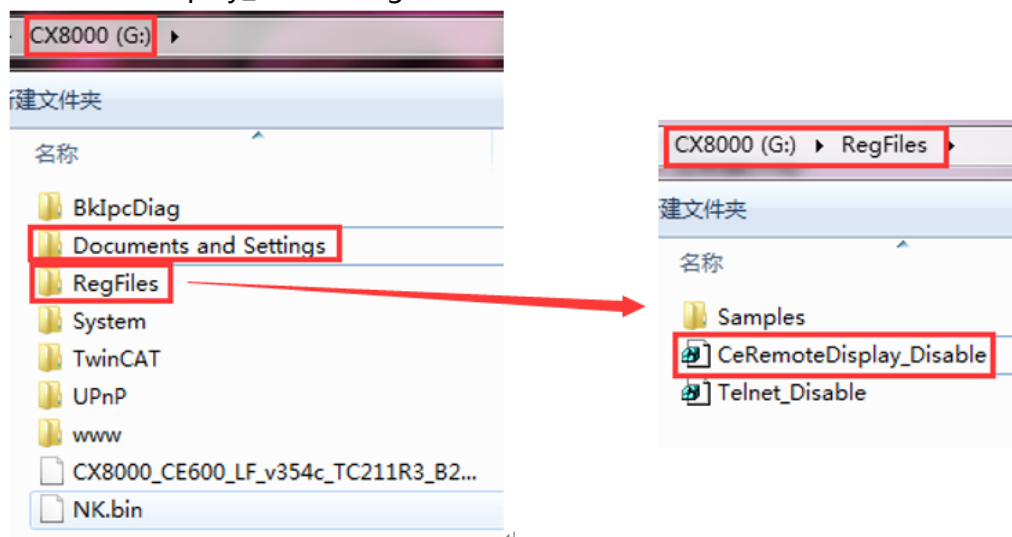 CX8000 (G:)
建文件夹
名称
BkIpcDiag
Documents and Settings
RegFiles
System
TwinCAT
UPnP
www
CX8000_CE600_LF_v354c_TC211R3_B2...
NK.bin
CX8000 (G:) RegFiles
建文件夹
名称
Samples
CeRemoteDisplay_Disable
Telnet_Disable